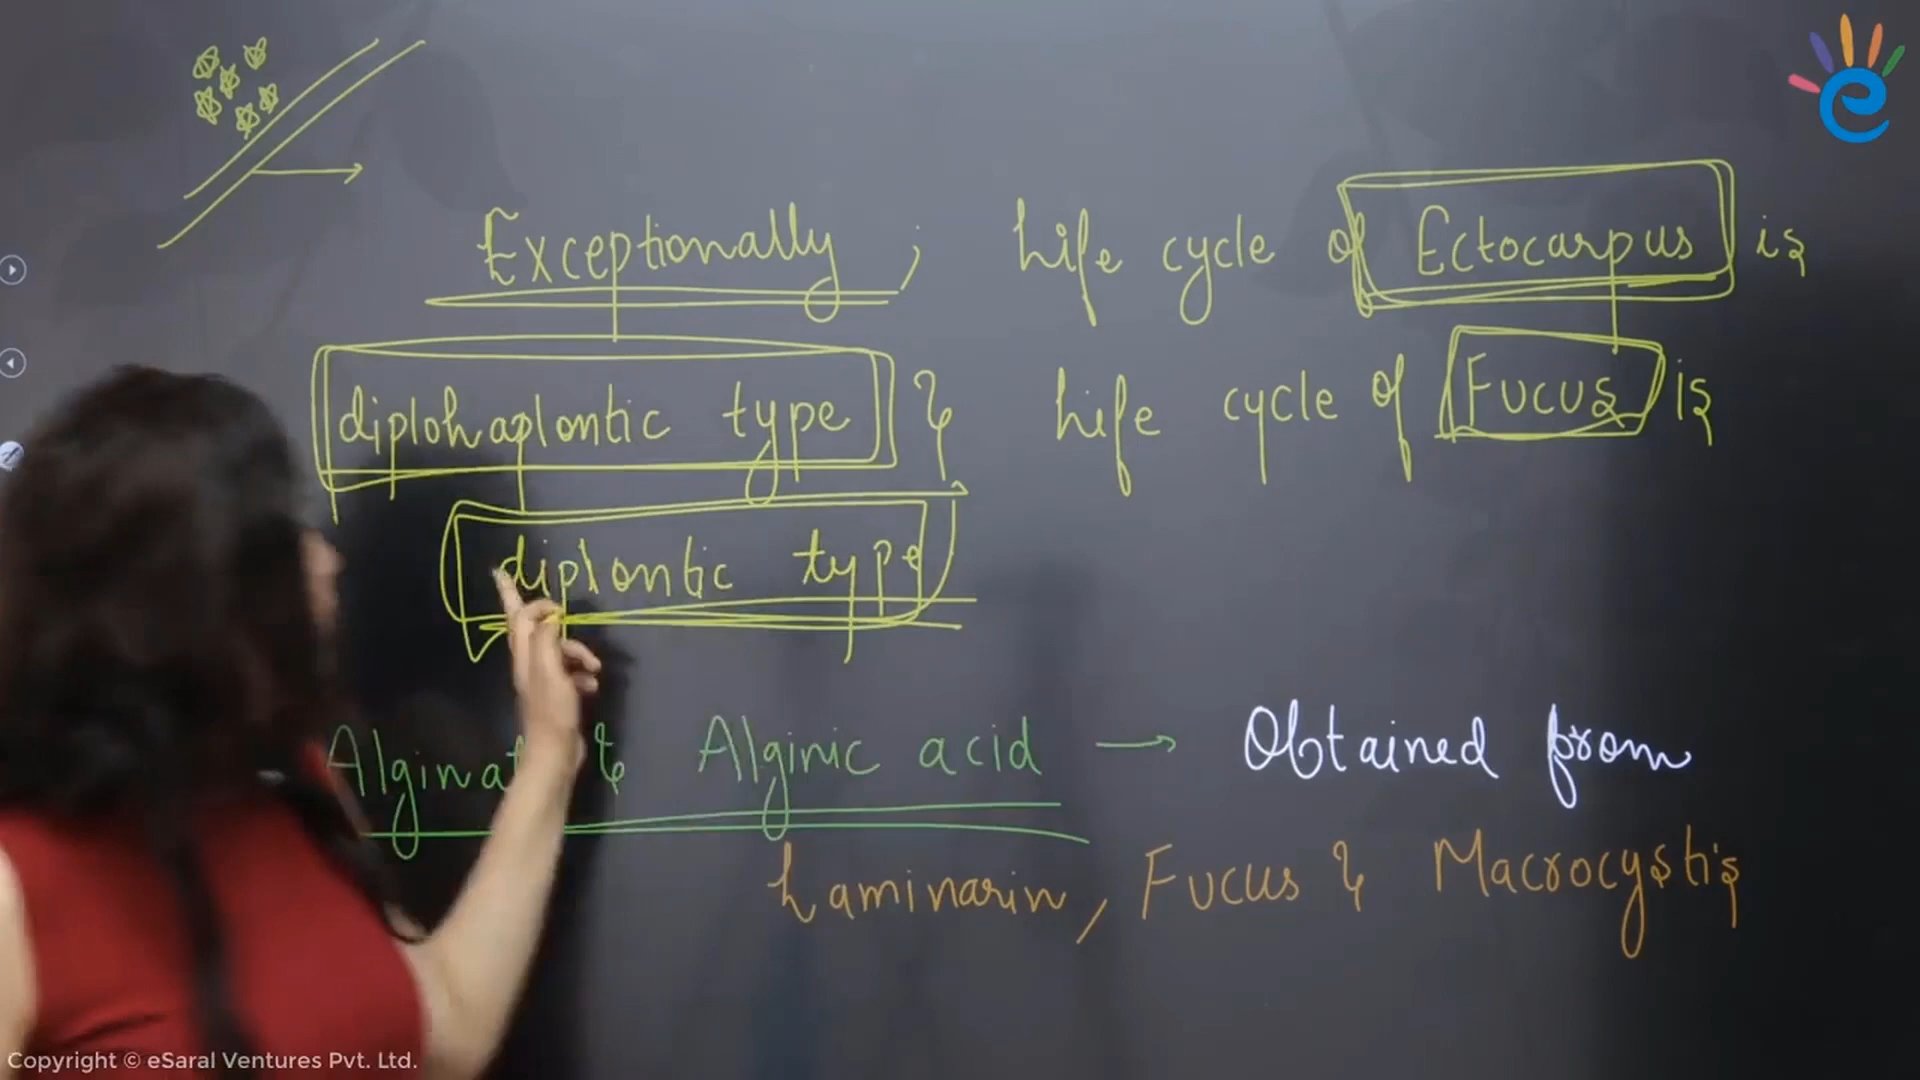 Exceptionally, Life cycle of Ectocarpus is
diplohaplontic type & Life cycle of Fucus is
diplontic type
& Alginic acid → Obtained from
Laminarin, Fucus & Macrocystis
Copyright © eSaral Ventures Pvt. Ltd.